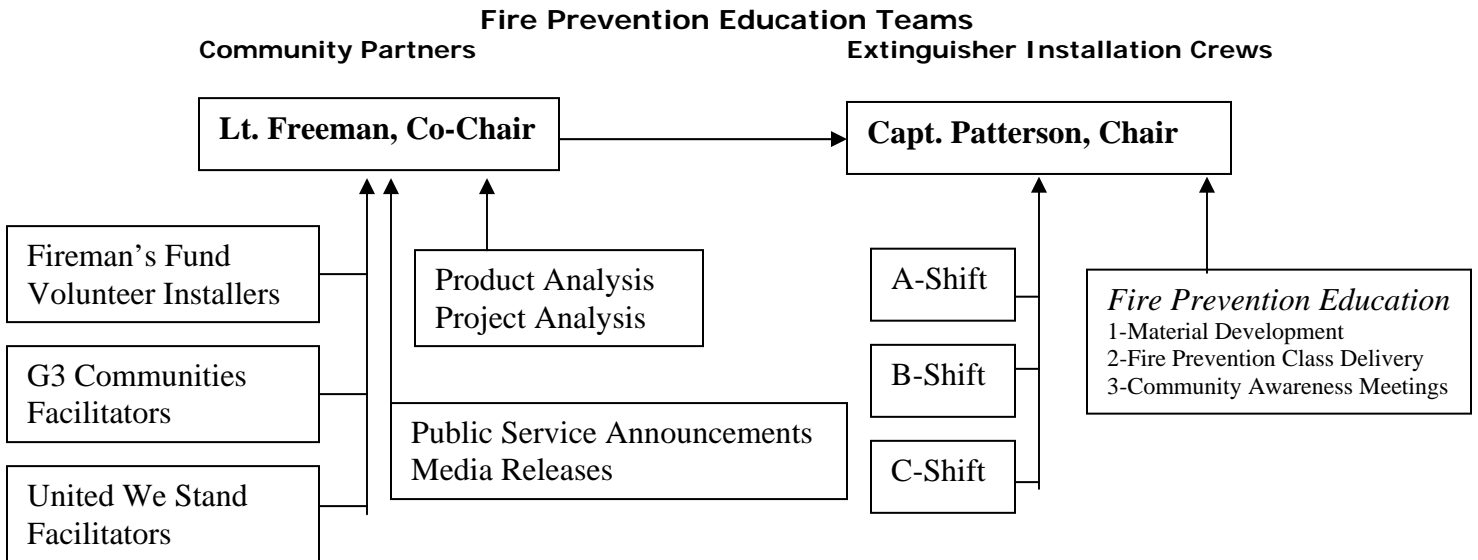 Fire Prevention Education Teams
Community Partners
Extinguisher Installation Crews
Lt. Freeman, Co-Chair
Capt. Patterson, Chair
Fireman’s Fund
Volunteer Installers
G3 Communities
Facilitators
United We Stand
Facilitators
Product Analysis
Project Analysis
Public Service Announcements
Media Releases
A-Shift
B-Shift
C-Shift
Fire Prevention Education
1-Material Development
2-Fire Prevention Class Delivery
3-Community Awareness Meetings